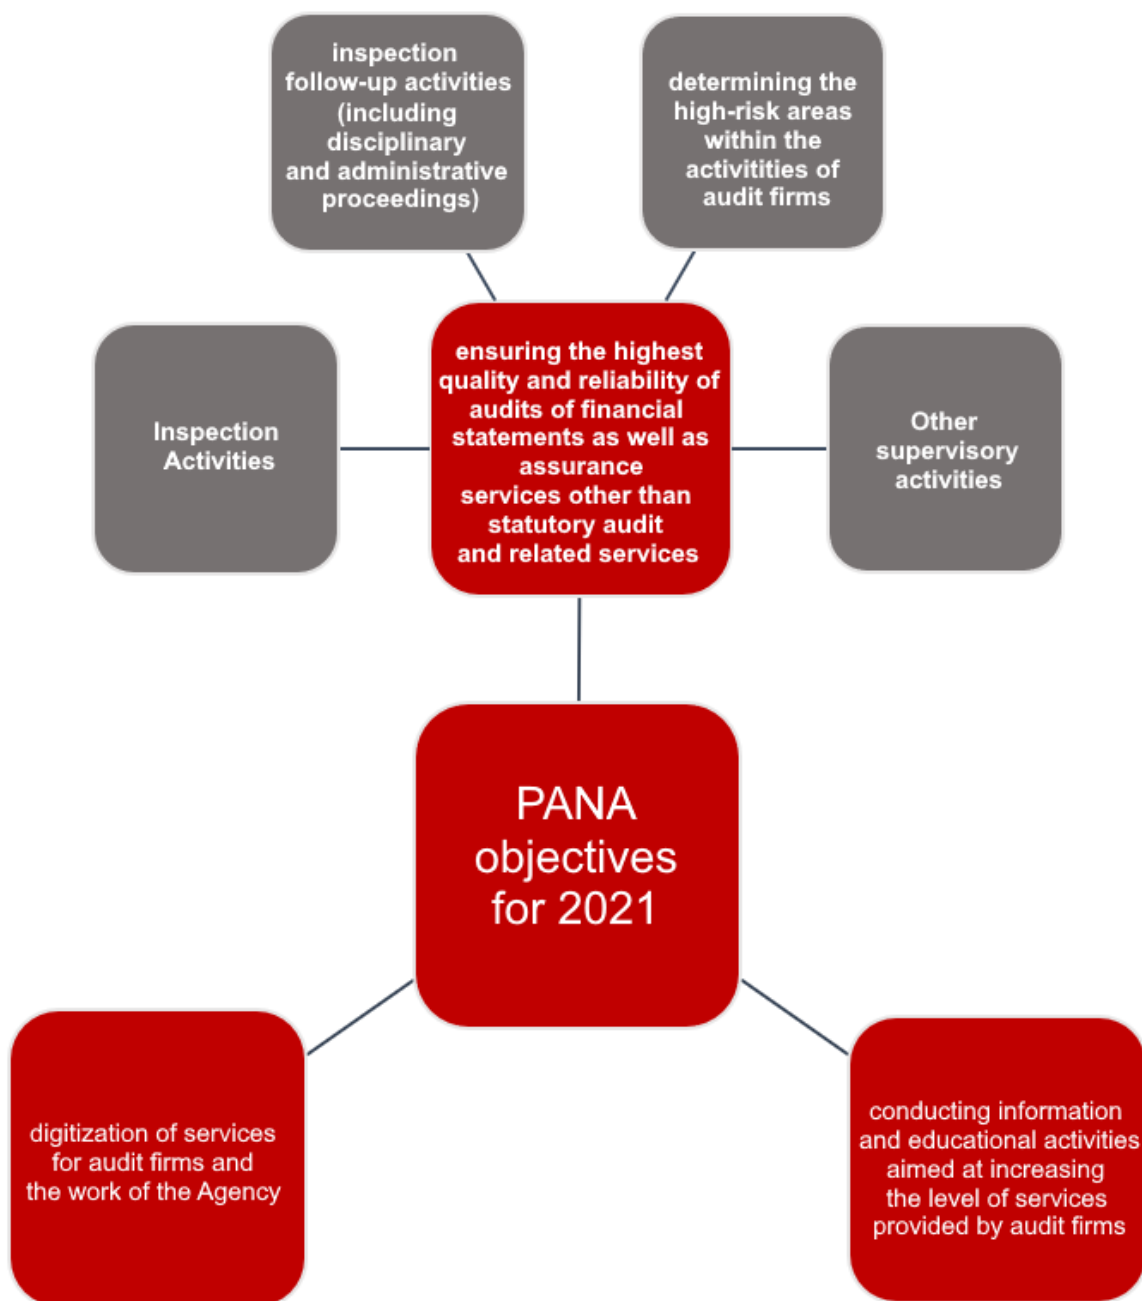 inspection
follow-up activities
(including
disciplinary
and administrative
proceedings)
determining the
high-risk areas
within the
activitities of
audit firms
Inspection
Activities
ensuring the highest
quality and reliability of
audits of financial
statements as well as
assurance
services other than
statutory audit
and related services
Other
supervisory
activities
PANA
objectives
for 2021
digitization of services
for audit firms and
the work of the Agency
conducting information
and educational activities
aimed at increasing
the level of services
provided by audit firms